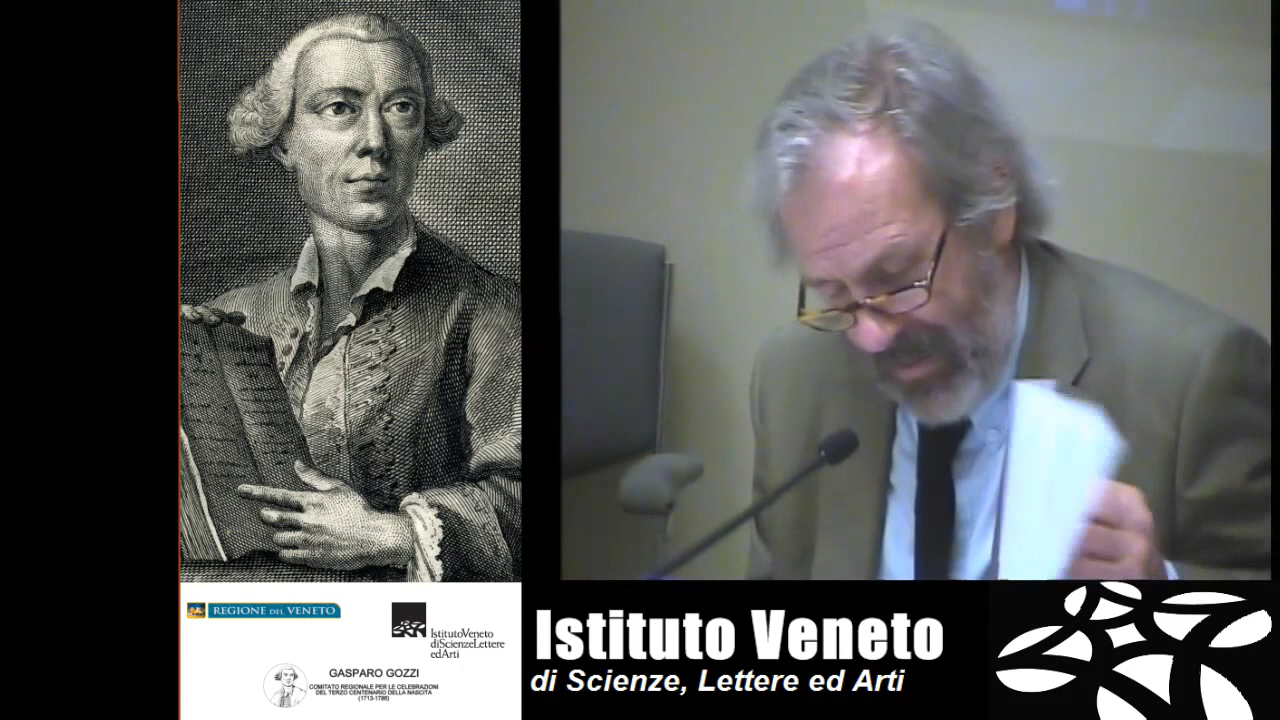 REGIONE DEL VENETO
IstitutoVeneto
diScienzeLettere
edArti
GASPARO GOZZI
COMITATO REGIONALE PER LE CELEBRAZIONI
DEL TERZO CENTENARIO DELLA NASCITA
(1713-1786)
Istituto Veneto
di Scienze, Lettere ed Arti